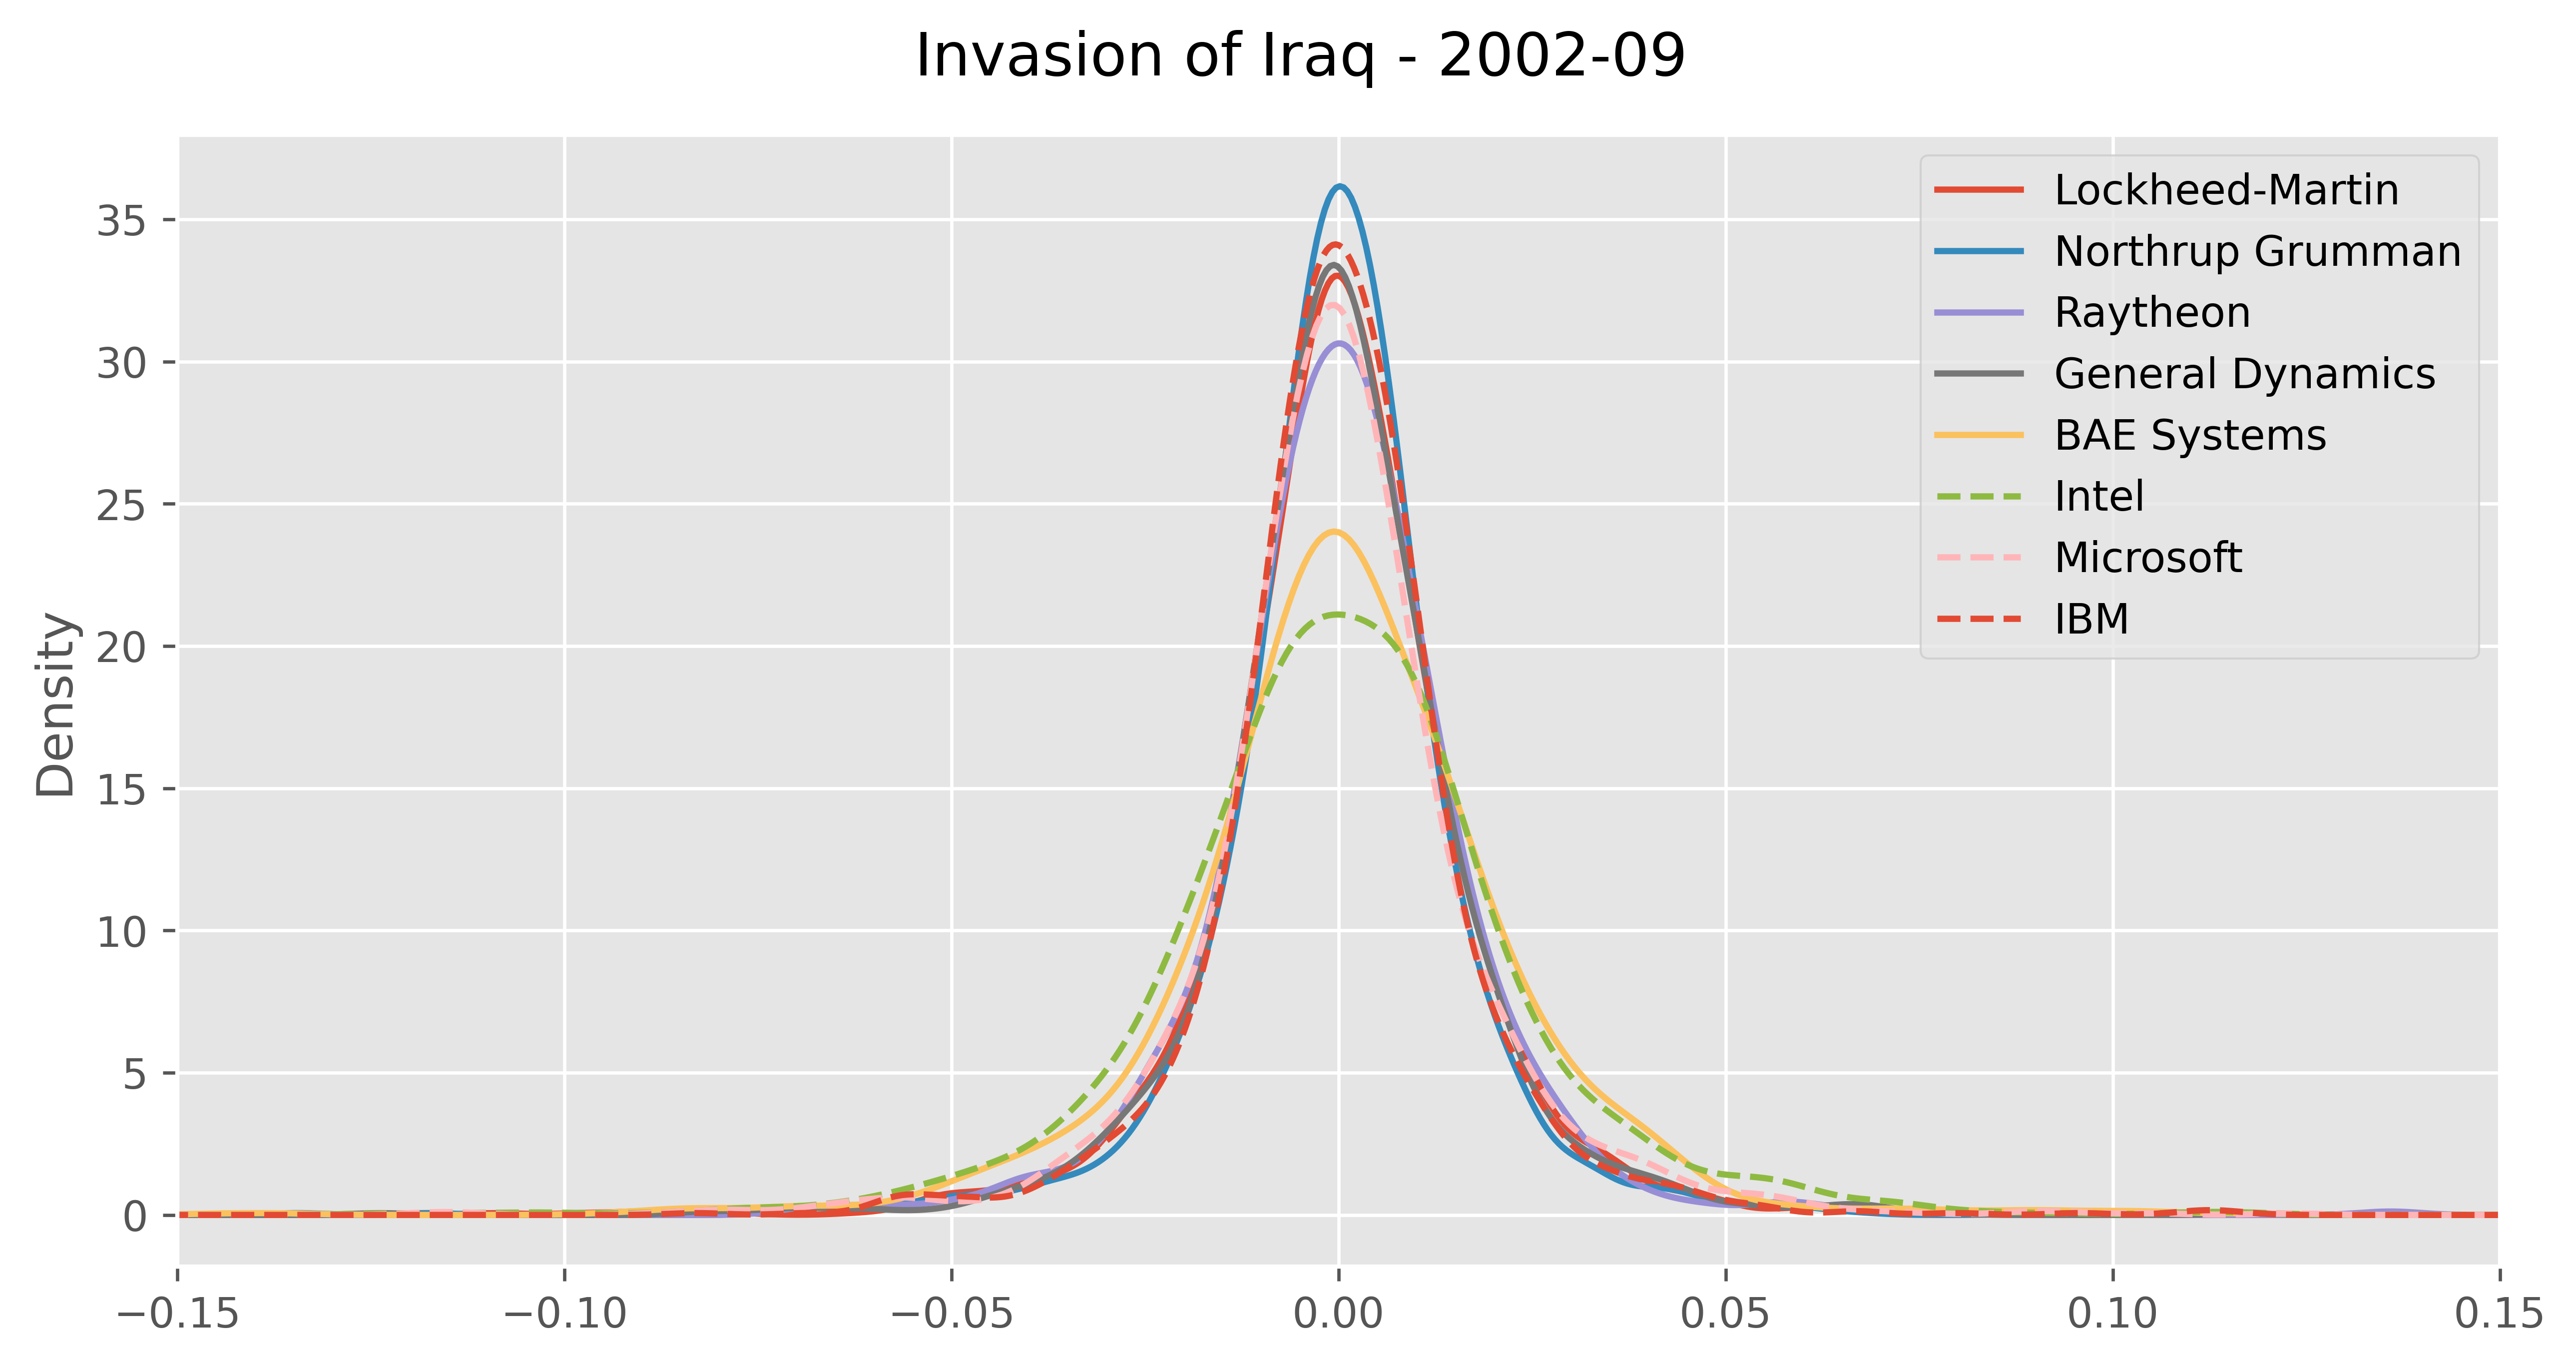 Invasion of Iraq - 2002-09
Density
35
30
25
20
15
10
5
0
−0.15
−0.10
−0.05
0.00
0.05
0.10
0.15
Lockheed-Martin
Northrup Grumman
Raytheon
General Dynamics
BAE Systems
Intel
Microsoft
IBM